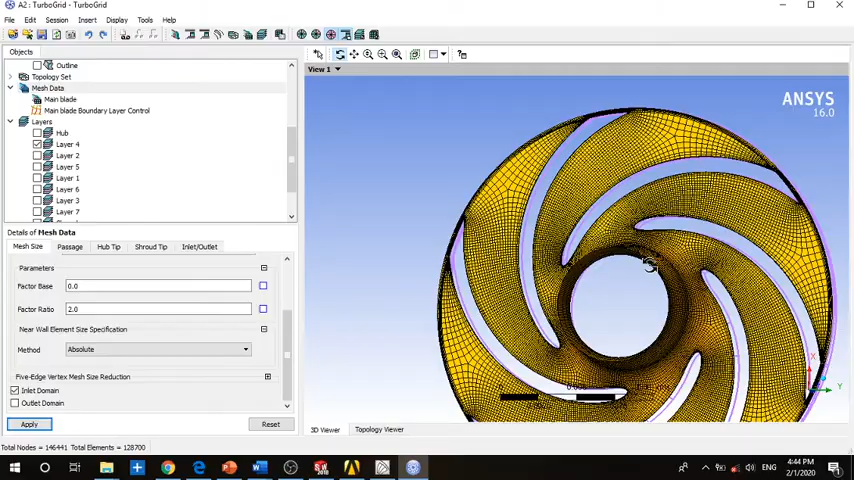 A2 : TurboGrid - TurboGrid
File Edit Session Insert Display Tools Help
Objects
Outline
Topology Set
Mesh Data
Main blade
Main blade Boundary Layer Control
Layers
Hub
Layer 4
Layer 2
Layer 5
Layer 1
Layer 6
Layer 3
Layer 7
Details of Mesh Data
Mesh Size Passage Hub Tip Shroud Tip Inlet/Outlet
Parameters
Factor Base 0.0
Factor Ratio 2.0
Near Wall Element Size Specification
Method Absolute
Five-Edge Vertex Mesh Size Reduction
Inlet Domain
Outlet Domain
Apply Reset
Total Nodes = 146441, Total Elements = 128700
View 1
ANSYS
16.0
X
Y
3D Viewer Topology Viewer
ENG
4:44 PM
2/1/2020